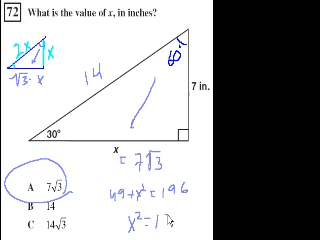 72 What is the value of x, in inches?
2x
x
√3 · x
14
60°
7 in.
30°
x
= 7√3
A 7√3
49 + x² = 196
B 14
x² = 1
C 14√3